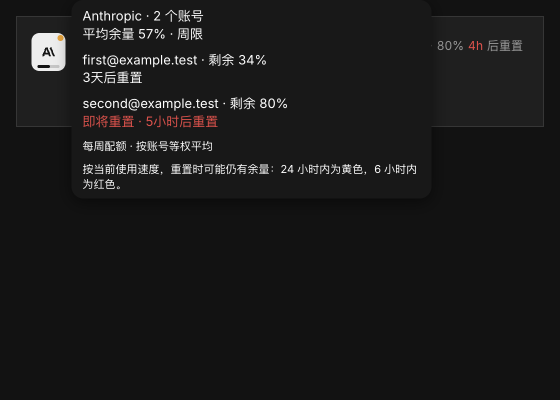 Anthropic · 2 个账号
平均余量 57% · 周限
first@example.test · 剩余 34%
3天后重置
second@example.test · 剩余 80%
即将重置 · 5小时后重置
每周配额 · 按账号等权平均
按当前使用速度，重置时可能仍有余量：24 小时内为黄色，6 小时内
为红色。
A\
· 80% 4h 后重置